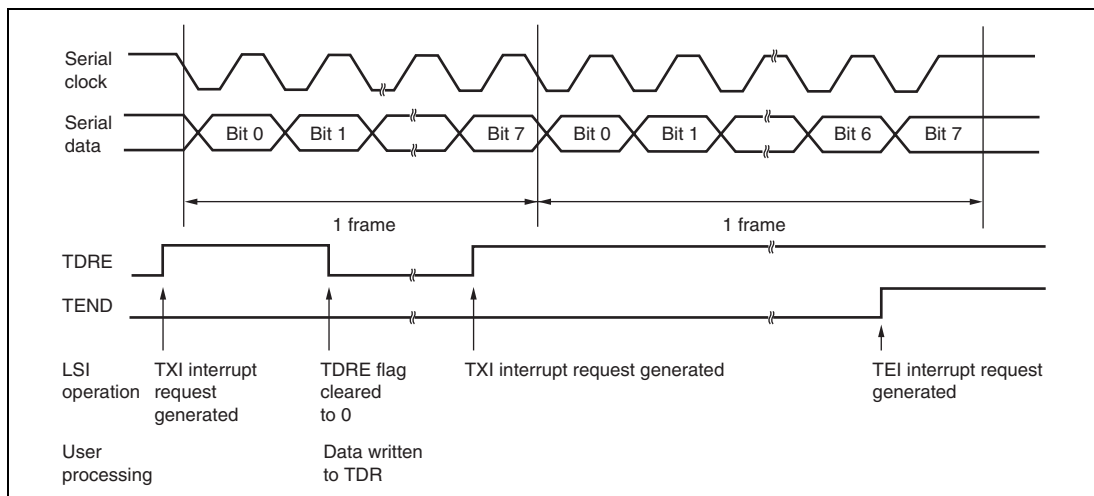 Serial
clock
Serial
data
Bit 0
Bit 1
Bit 7
Bit 0
Bit 1
Bit 6
Bit 7
1 frame
1 frame
TDRE
TEND
LSI
operation
TXI interrupt
request
generated
TDRE flag
cleared
to 0
TXI interrupt request generated
TEI interrupt request
generated
User
processing
Data written
to TDR